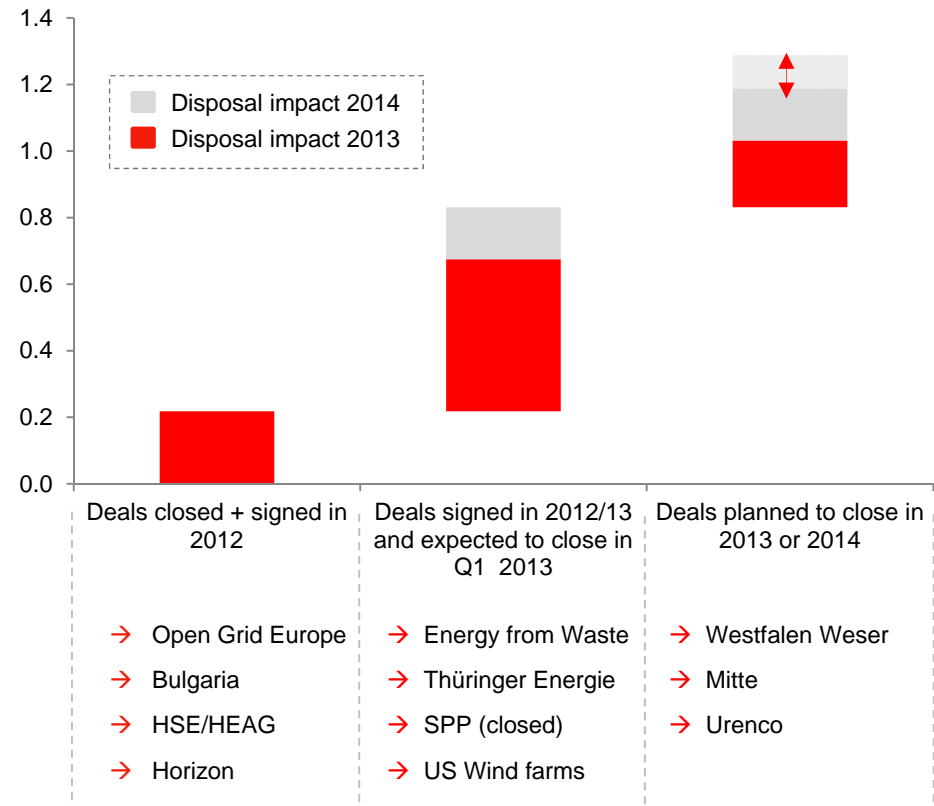 1.4
1.2
1.0
0.8
0.6
0.4
0.2
0.0
Disposal impact 2014
Disposal impact 2013
Deals closed + signed in
2012
Deals signed in 2012/13
and expected to close in
Q1 2013
Deals planned to close in
2013 or 2014
→ Open Grid Europe
→ Bulgaria
→ HSE/HEAG
→ Horizon
→ Energy from Waste
→ Thüringer Energie
→ SPP (closed)
→ US Wind farms
→ Westfalen Weser
→ Mitte
→ Urenco